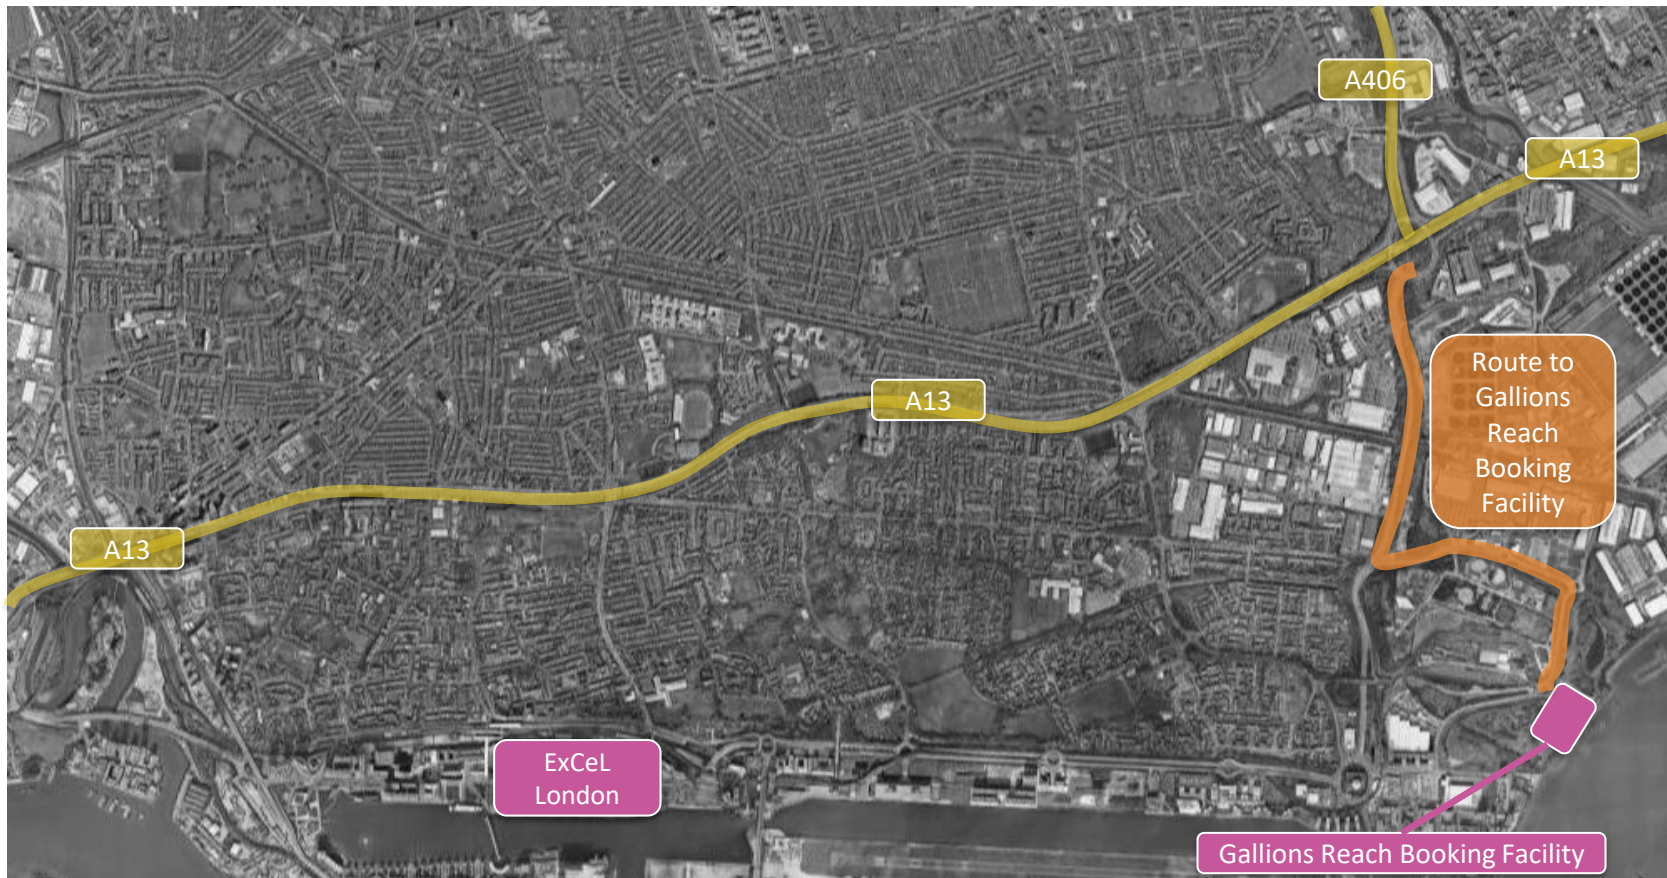 A406
A13
Route to
Gallions
Reach
Booking
Facility
A13
A13
ExCeL
London
Gallions Reach Booking Facility